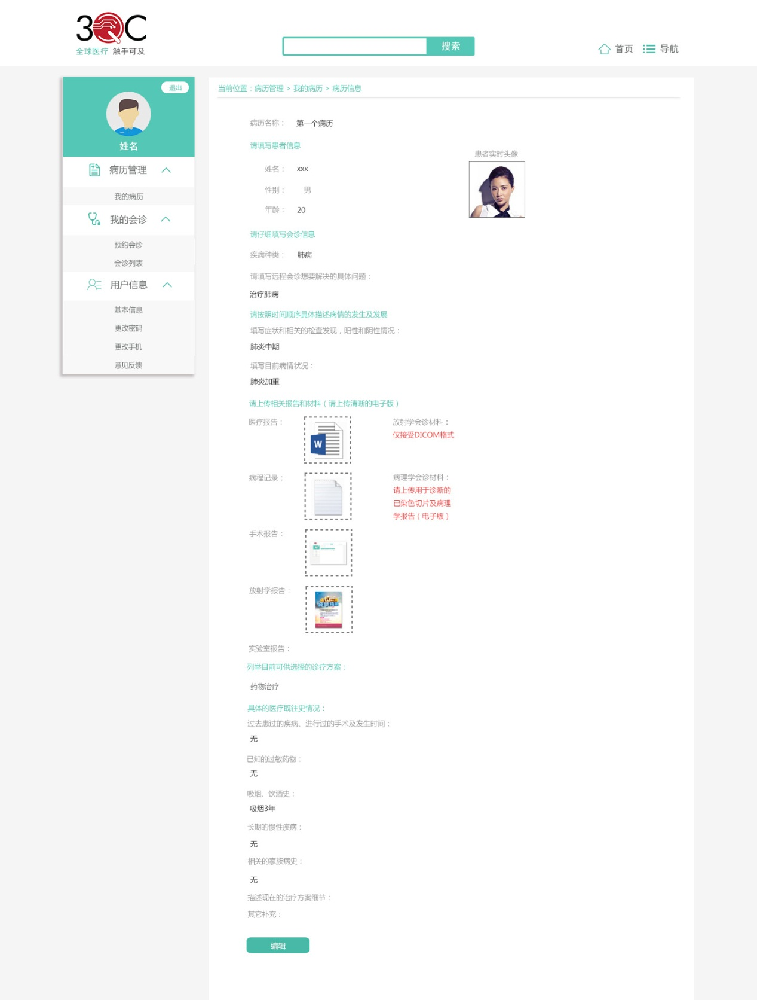 3QC
全球医疗 触手可及
搜索
首页
导航
退出
姓名
病历管理
我的病历
我的会诊
预约会诊
会诊列表
用户信息
基本信息
更改密码
更改手机
意见反馈
当前位置：病历管理 > 我的病历 > 病历信息
病历名称： 第一个病历
请填写患者信息
患者实时头像
姓名： xxx
性别： 男
年龄： 20
请仔细填写会诊信息
疾病种类： 肺病
请填写远程会诊想要解决的具体问题：
治疗肺病
请按照时间顺序具体描述病情的发生及发展
填写症状和相关的检查发现，阳性和阴性情况：
肺炎中期
填写目前病情状况：
肺炎加重
请上传相关报告和材料（请上传清晰的电子版）
医疗报告：
W
放射学会诊材料：
仅接受DICOM格式
病程记录：
病理学会诊材料：
请上传用于诊断的
已染色切片及病理
学报告（电子版）
手术报告：
放射学报告：
实验室报告：
列举目前可供选择的诊疗方案：
药物治疗
具体的医疗既往史情况：
过去患过的疾病、进行过的手术及发生时间：
无
已知的过敏药物：
无
吸烟、饮酒史：
吸烟3年
长期的慢性疾病：
无
相关的家族病史：
无
描述现在的治疗方案细节：
其它补充：
编辑